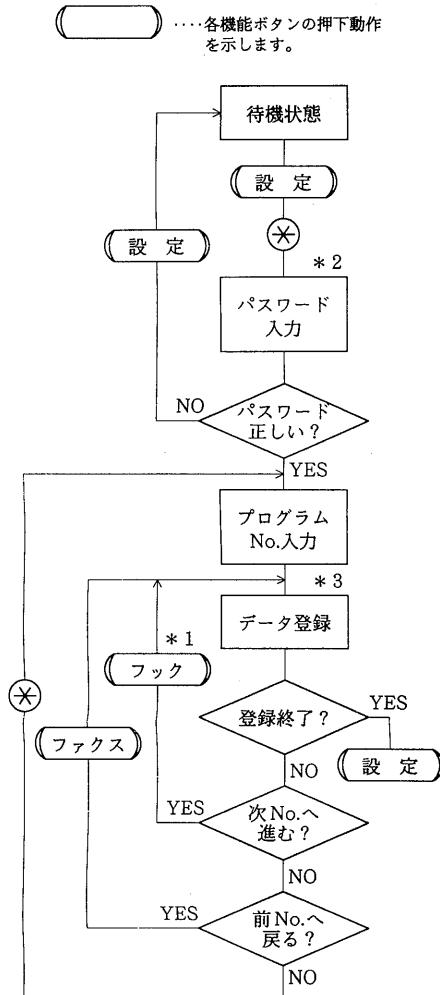 ‥‥各機能ボタンの押下動作
を示します。
待機状態
設 定
＊
設 定
＊2
パスワード
入力
NO
パスワード
正しい？
YES
プログラム
No.入力
＊3
データ登録
＊1
フック
＊
登録終了？
YES
ファクス
設 定
NO
YES
次No.へ
進む？
NO
YES
前No.へ
戻る？
NO